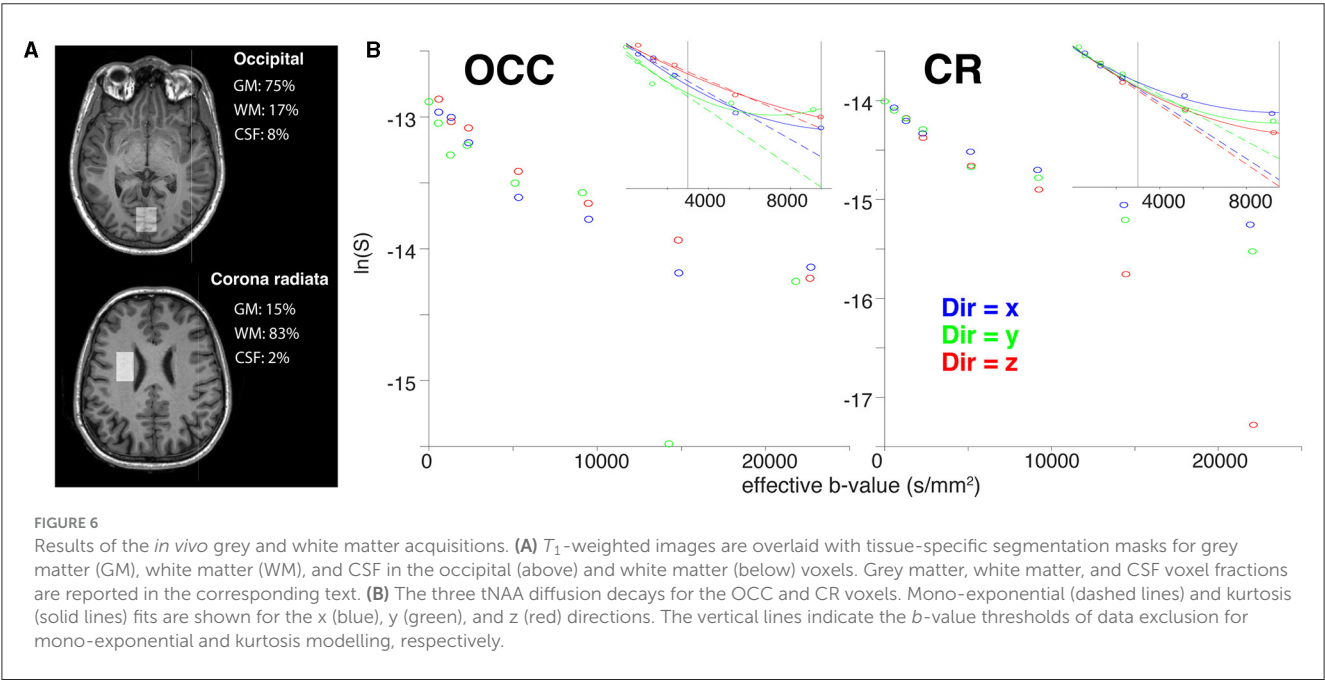 A
Occipital
GM: 75%
WM: 17%
CSF: 8%
Corona radiata
GM: 15%
WM: 83%
CSF: 2%
B
OCC
-13
-14
-15
ln(S)
4000 8000
0 10000 20000
CR
-14
-15
-16
-17
4000 8000
Dir = x
Dir = y
Dir = z
0 10000 20000
effective b-value (s/mm²)
FIGURE 6
Results of the in vivo grey and white matter acquisitions. (A) T₁-weighted images are overlaid with tissue-specific segmentation masks for grey
matter (GM), white matter (WM), and CSF in the occipital (above) and white matter (below) voxels. Grey matter, white matter, and CSF voxel fractions
are reported in the corresponding text. (B) The three tNAA diffusion decays for the OCC and CR voxels. Mono-exponential (dashed lines) and kurtosis
(solid lines) fits are shown for the x (blue), y (green), and z (red) directions. The vertical lines indicate the b-value thresholds of data exclusion for
mono-exponential and kurtosis modelling, respectively.